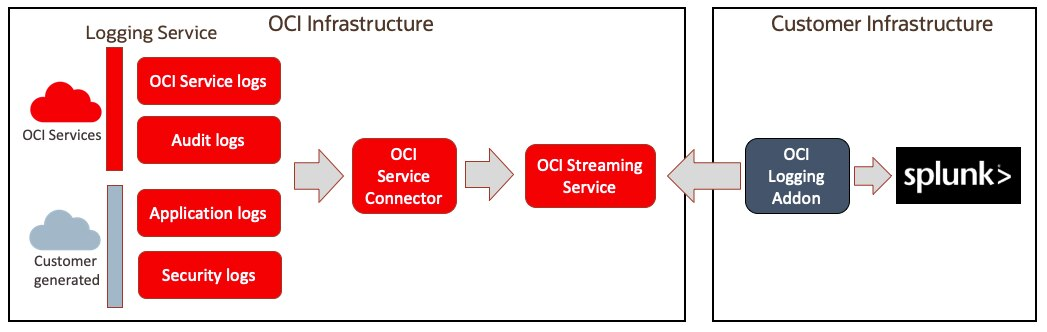 OCI Infrastructure
Customer Infrastructure
Logging Service
OCI Services
OCI Service logs
Audit logs
Customer
generated
Application logs
Security logs
OCI
Service
Connector
OCI Streaming
Service
OCI
Logging
Addon
splunk>